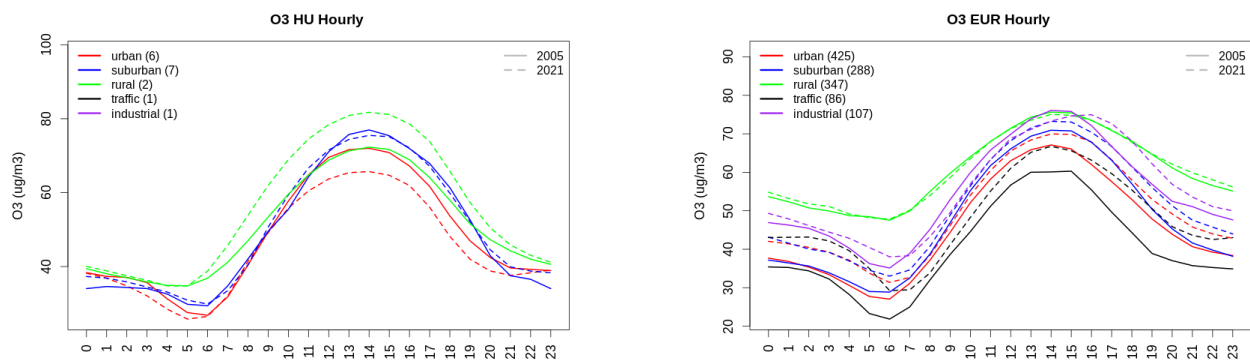 O3 HU Hourly
urban (6)
suburban (7)
rural (2)
traffic (1)
industrial (1)
2005
2021
O3 (ug/m3)
100
80
60
40
0 1 2 3 4 5 6 7 8 9 10 11 12 13 14 15 16 17 18 19 20 21 22 23
O3 EUR Hourly
urban (425)
suburban (288)
rural (347)
traffic (86)
industrial (107)
2005
2021
O3 (ug/m3)
90
80
70
60
50
40
30
20
0 1 2 3 4 5 6 7 8 9 10 11 12 13 14 15 16 17 18 19 20 21 22 23